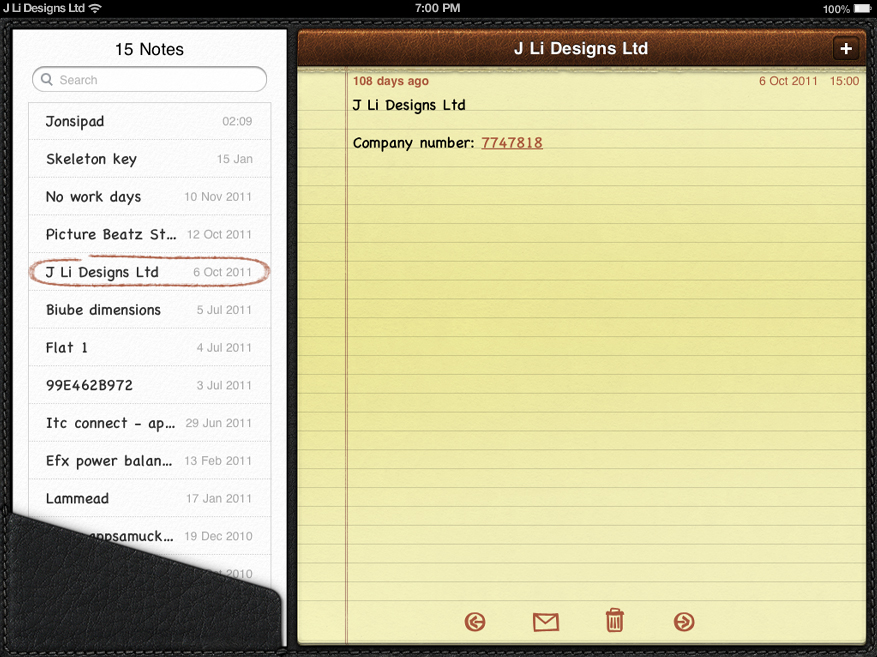 J Li Designs Ltd 7:00 PM 100%
15 Notes
Search
Jonsipad 02:09
Skeleton key 15 Jan
No work days 10 Nov 2011
Picture Beatz St... 12 Oct 2011
J Li Designs Ltd 6 Oct 2011
Biube dimensions 5 Jul 2011
Flat 1 4 Jul 2011
99E462B972 3 Jul 2011
Itc connect - ap... 29 Jun 2011
Efx power balan... 13 Feb 2011
Lammead 17 Jan 2011
19 Dec 2010
2010
J Li Designs Ltd
108 days ago 6 Oct 2011 15:00
J Li Designs Ltd
Company number: 7747818